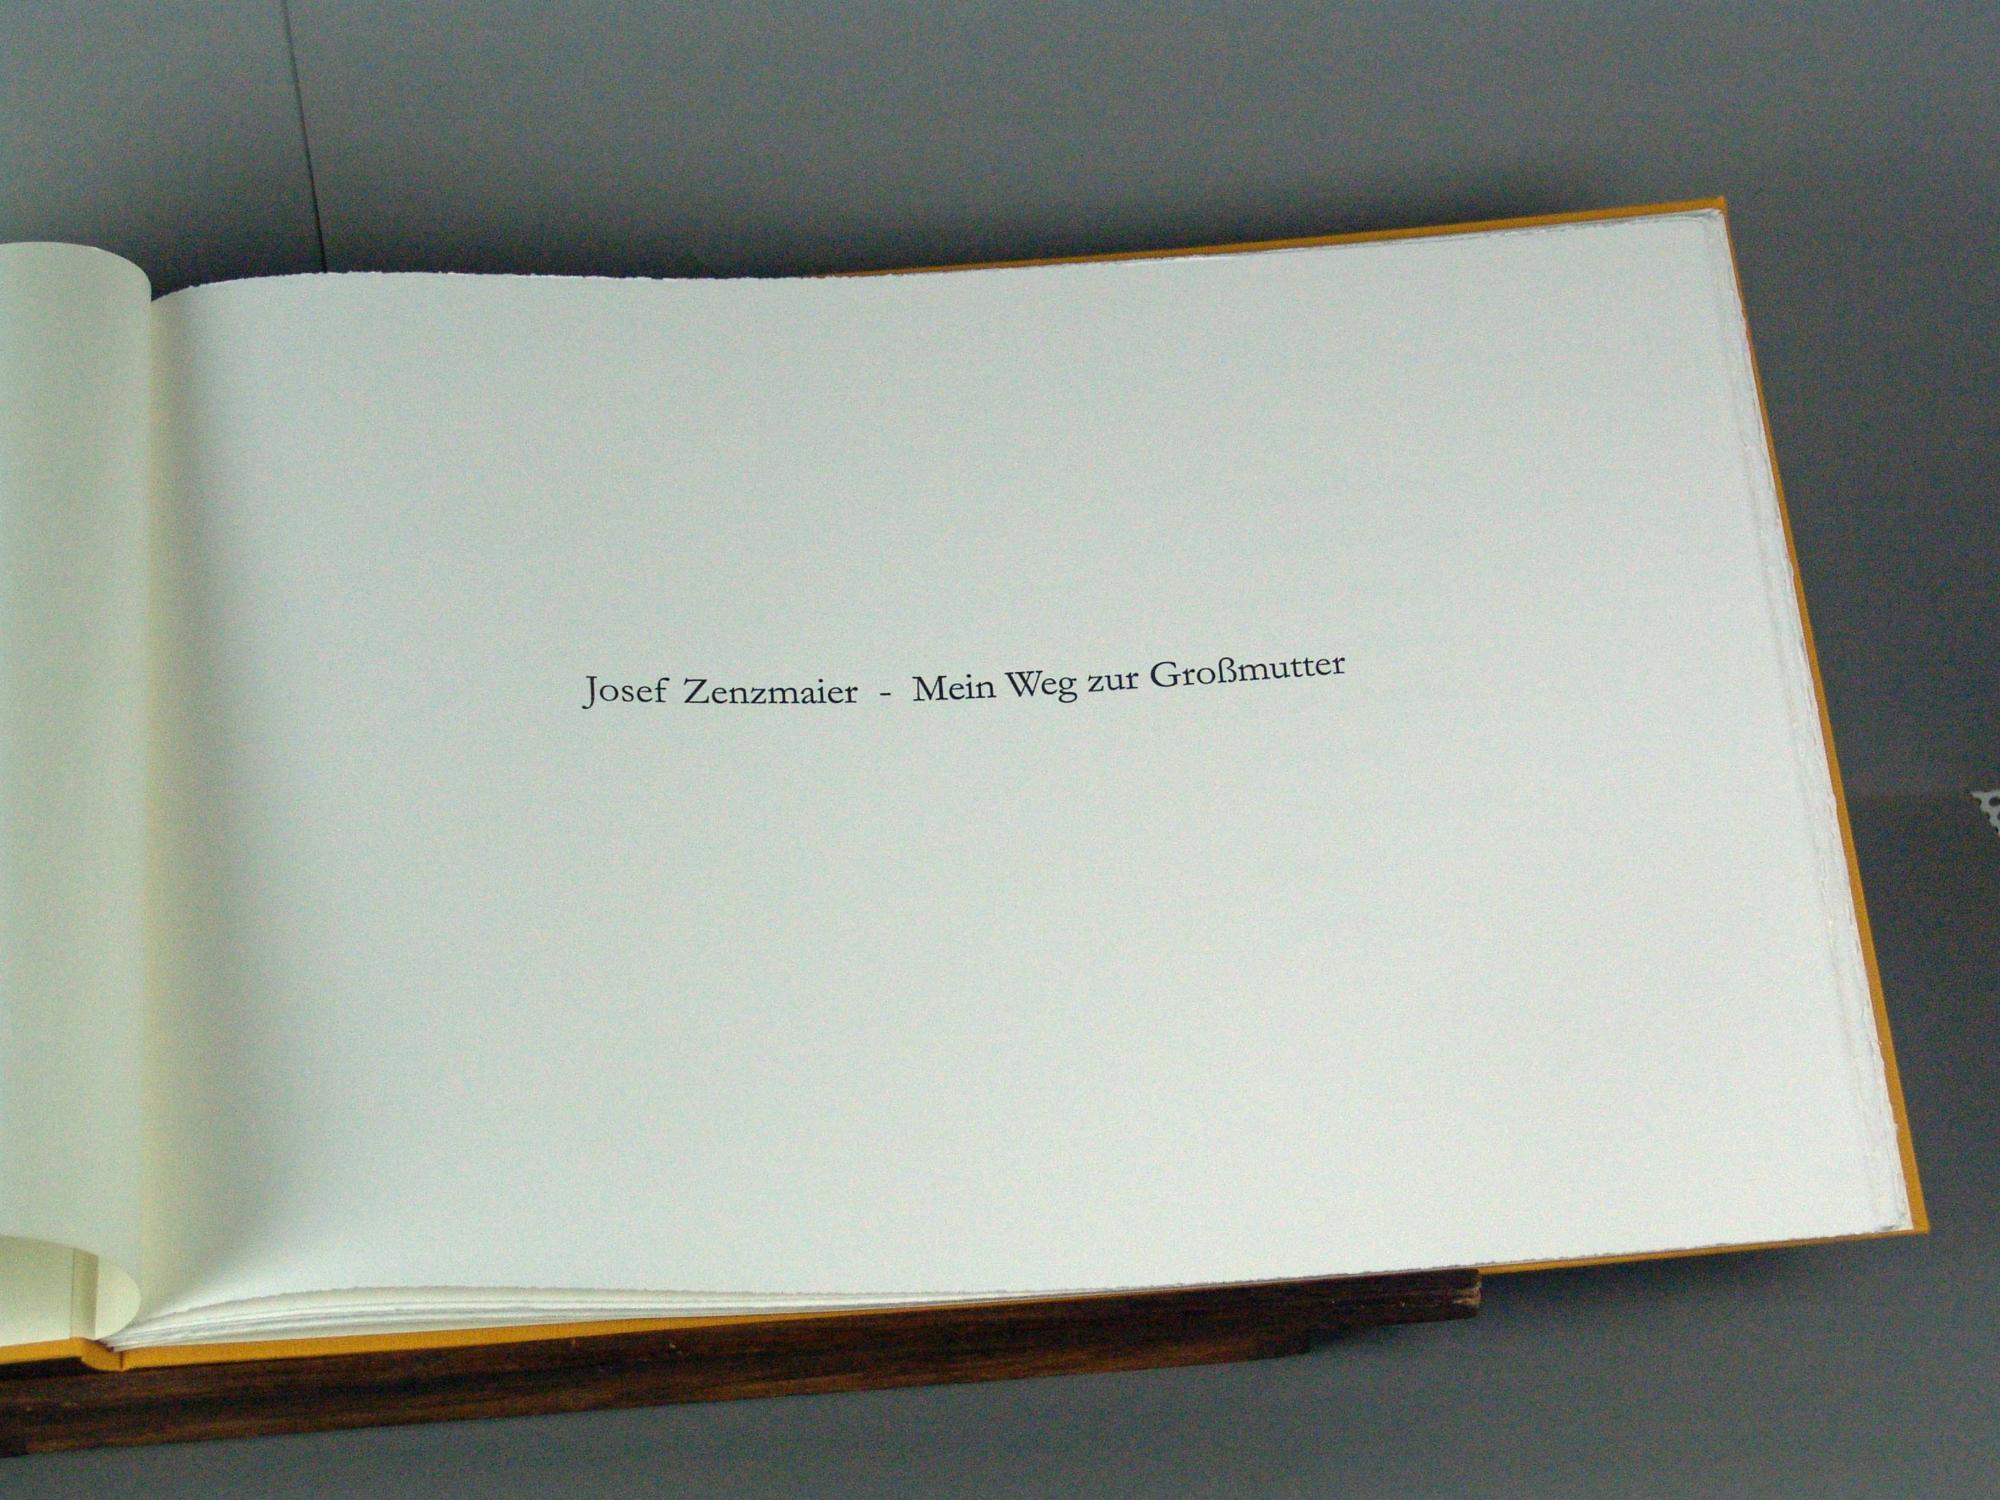 Josef Zenzmaier - Mein Weg zur Großmutter